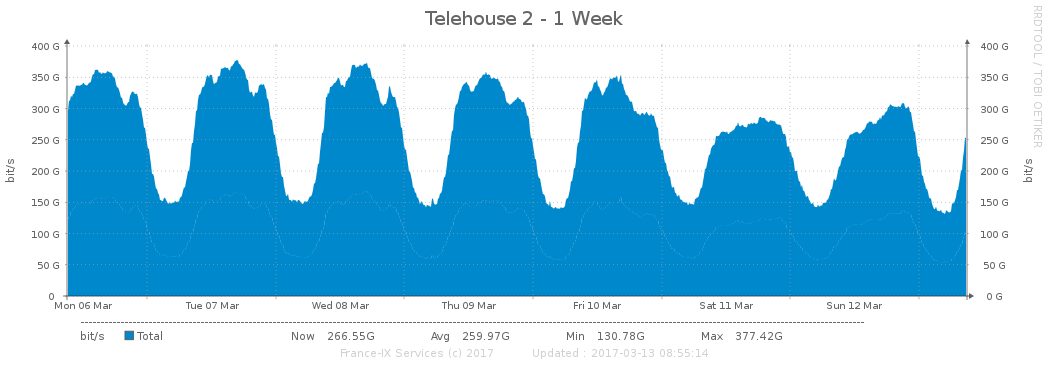 Telehouse 2 - 1 Week
RRDTOOL / TOBI OETIKER
400 G 400 G
350 G 350 G
300 G 300 G
250 G 250 G
200 G 200 G
150 G 150 G
100 G 100 G
50 G 50 G
0 0 G
bit/s bit/s
Mon 06 Mar Tue 07 Mar Wed 08 Mar Thu 09 Mar Fri 10 Mar Sat 11 Mar Sun 12 Mar
bit/s Total Now 266.55G Avg 259.97G Min 130.78G Max 377.42G
France-IX Services (c) 2017 Updated : 2017-03-13 08:55:14